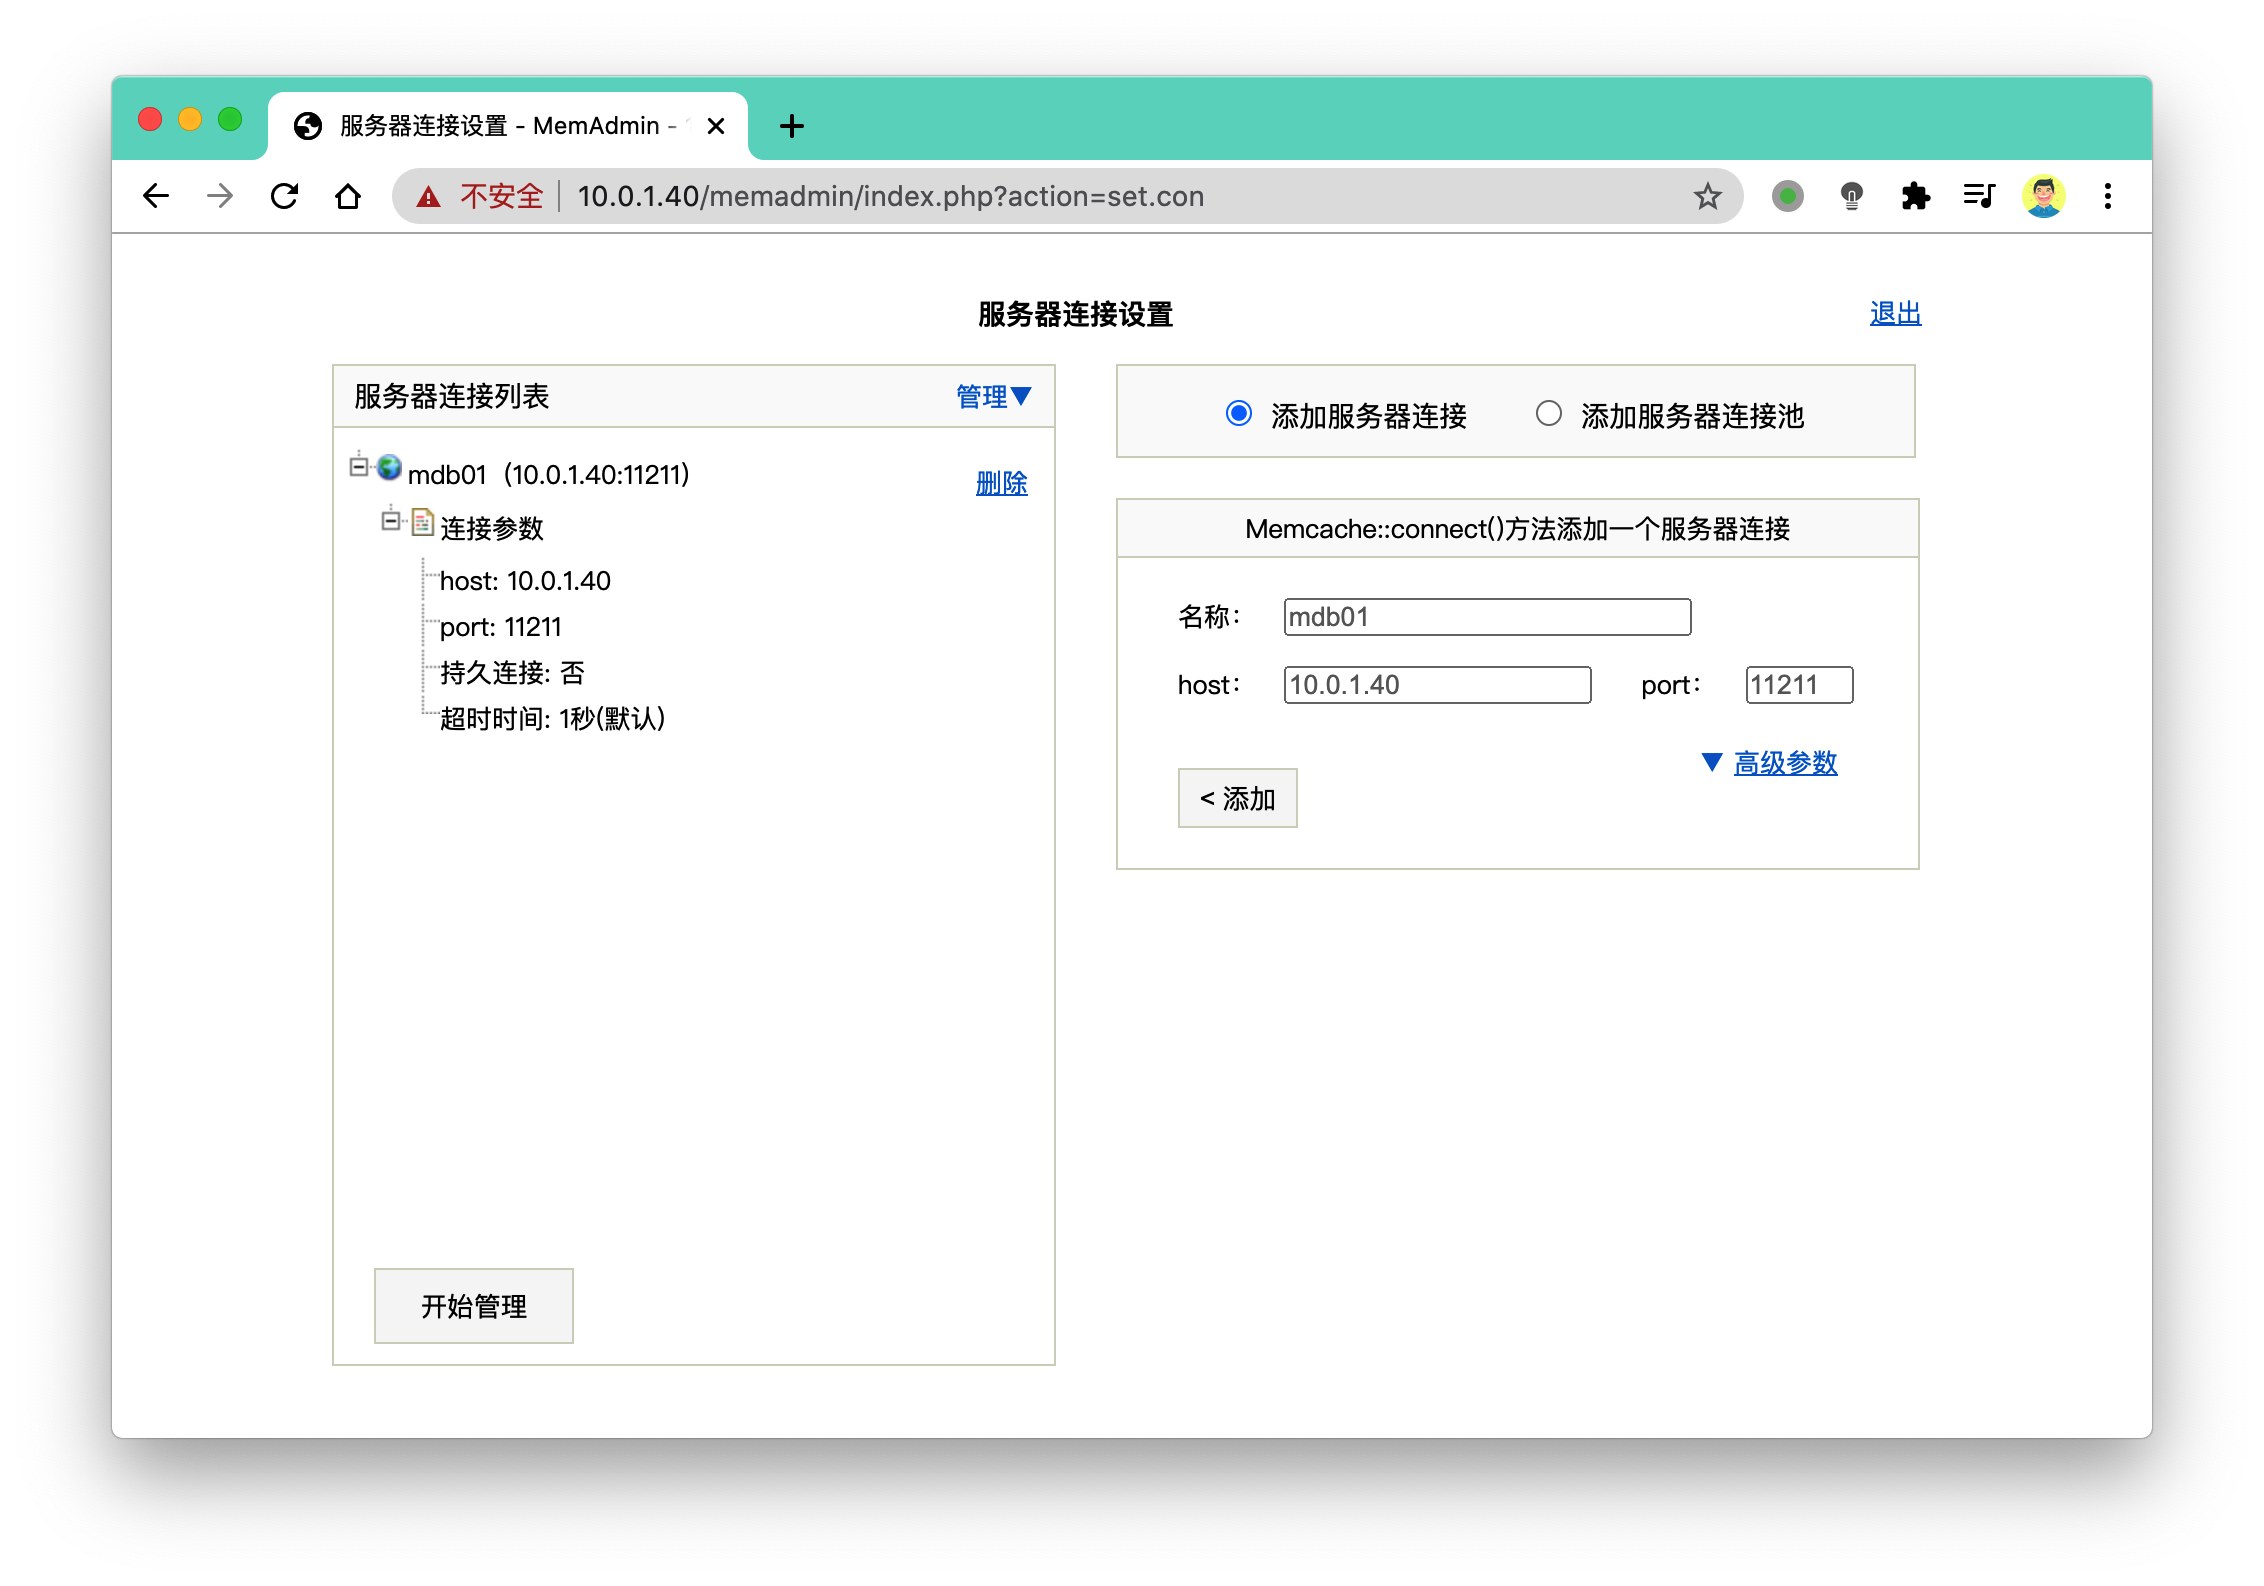 服务器连接设置 - MemAdmin -
不安全 10.0.1.40/memadmin/index.php?action=set.con
服务器连接设置
退出
服务器连接列表
管理▼
mdb01 (10.0.1.40:11211)
删除
连接参数
host: 10.0.1.40
port: 11211
持久连接: 否
超时时间: 1秒(默认)
开始管理
添加服务器连接
添加服务器连接池
Memcache::connect()方法添加一个服务器连接
名称： mdb01
host： 10.0.1.40 port： 11211
▼ 高级参数
< 添加